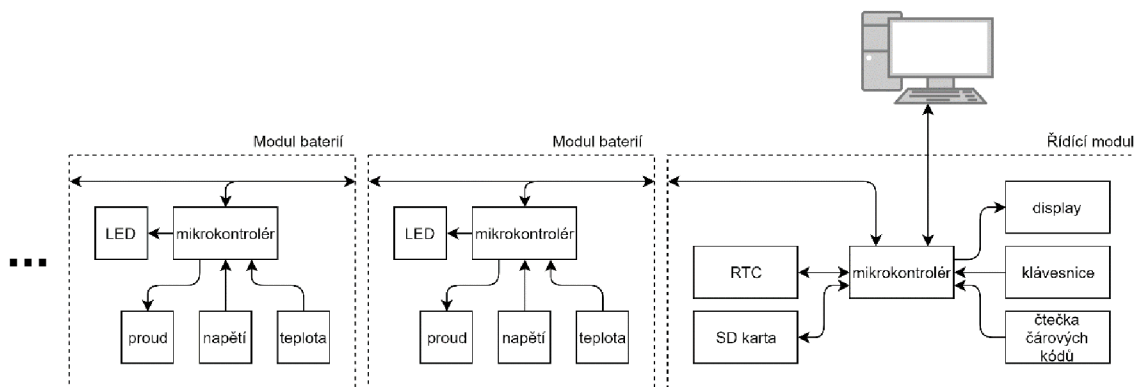 Modul baterií
Modul baterií
Řídící modul
LED
mikrokontrolér
proud
napětí
teplota
LED
mikrokontrolér
proud
napětí
teplota
RTC
SD karta
mikrokontrolér
display
klávesnice
čtečka
čárových
kódů